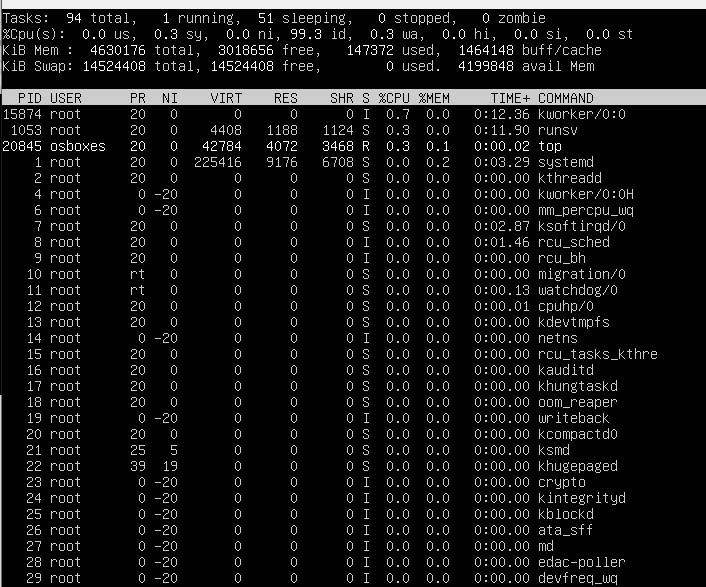 Tasks:  94 total,   1 running,  51 sleeping,   0 stopped,   0 zombie
%Cpu(s):  0.0 us,  0.3 sy,  0.0 ni, 99.3 id,  0.3 wa,  0.0 hi,  0.0 si,  0.0 st
KiB Mem :  4630176 total,  3018656 free,   147372 used,  1464148 buff/cache
KiB Swap: 14524408 total, 14524408 free,        0 used.  4199848 avail Mem
  PID USER      PR  NI    VIRT    RES    SHR S %CPU %MEM     TIME+ COMMAND
15874 root      20   0       0      0      0 I  0.7  0.0   0:12.36 kworker/0:0
 1053 root      20   0    4408   1188   1124 S  0.3  0.0   0:11.90 runsv
20845 osboxes   20   0   42784   4072   3468 R  0.3  0.1   0:00.02 top
    1 root      20   0  225416   9176   6708 S  0.0  0.2   0:03.29 systemd
    2 root      20   0       0      0      0 S  0.0  0.0   0:00.00 kthreadd
    4 root       0 -20       0      0      0 I  0.0  0.0   0:00.00 kworker/0:0H
    6 root       0 -20       0      0      0 I  0.0  0.0   0:00.00 mm_percpu_wq
    7 root      20   0       0      0      0 S  0.0  0.0   0:02.87 ksoftirqd/0
    8 root      20   0       0      0      0 I  0.0  0.0   0:01.46 rcu_sched
    9 root      20   0       0      0      0 I  0.0  0.0   0:00.00 rcu_bh
   10 root      rt   0       0      0      0 S  0.0  0.0   0:00.00 migration/0
   11 root      rt   0       0      0      0 S  0.0  0.0   0:00.13 watchdog/0
   12 root      20   0       0      0      0 S  0.0  0.0   0:00.01 cpuhp/0
   13 root      20   0       0      0      0 S  0.0  0.0   0:00.00 kdevtmpfs
   14 root       0 -20       0      0      0 I  0.0  0.0   0:00.00 netns
   15 root      20   0       0      0      0 S  0.0  0.0   0:00.00 rcu_tasks_kthre
   16 root      20   0       0      0      0 S  0.0  0.0   0:00.00 kauditd
   17 root      20   0       0      0      0 S  0.0  0.0   0:00.00 khungtaskd
   18 root      20   0       0      0      0 S  0.0  0.0   0:00.00 oom_reaper
   19 root       0 -20       0      0      0 I  0.0  0.0   0:00.00 writeback
   20 root      20   0       0      0      0 S  0.0  0.0   0:00.00 kcompactd0
   21 root      25   5       0      0      0 S  0.0  0.0   0:00.00 ksmd
   22 root      39  19       0      0      0 S  0.0  0.0   0:00.00 khugepaged
   23 root       0 -20       0      0      0 I  0.0  0.0   0:00.00 crypto
   24 root       0 -20       0      0      0 I  0.0  0.0   0:00.00 kintegrityd
   25 root       0 -20       0      0      0 I  0.0  0.0   0:00.00 kblockd
   26 root       0 -20       0      0      0 I  0.0  0.0   0:00.00 ata_sff
   27 root       0 -20       0      0      0 I  0.0  0.0   0:00.00 md
   28 root       0 -20       0      0      0 I  0.0  0.0   0:00.00 edac-poller
   29 root       0 -20       0      0      0 I  0.0  0.0   0:00.00 devfreq_wq